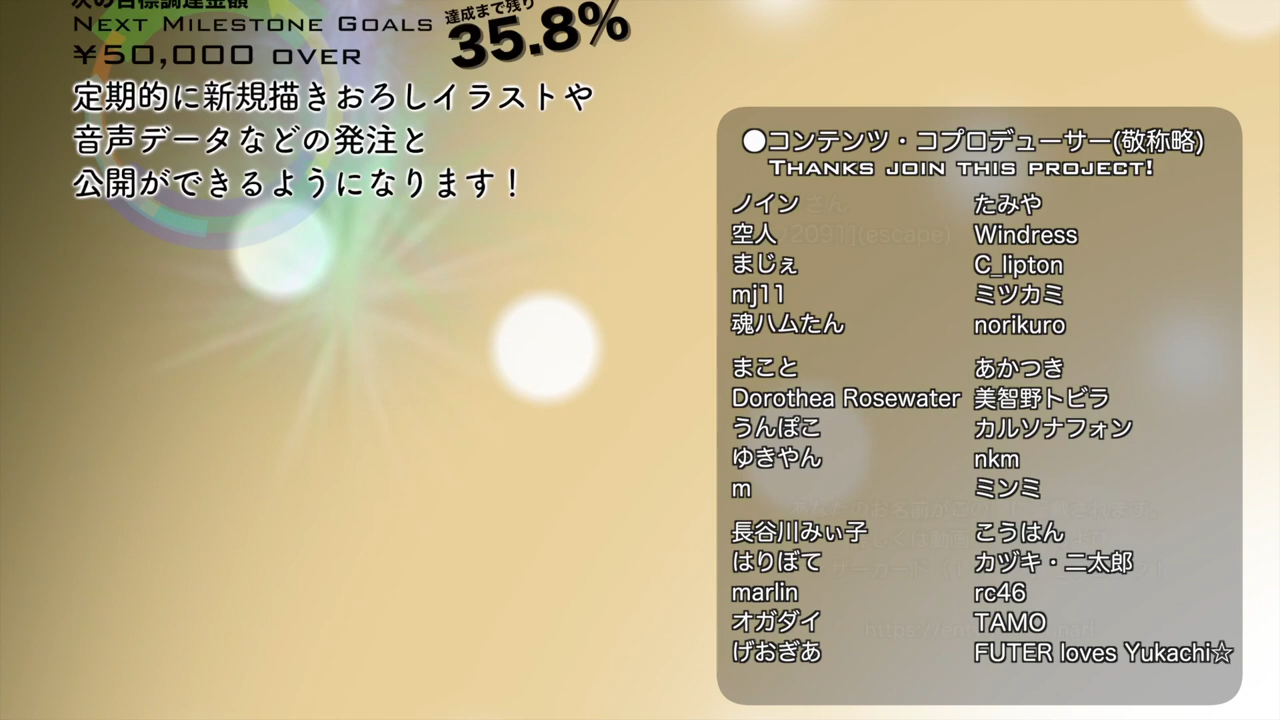 次の目標調達金額
NEXT MILESTONE GOALS
¥50,000 OVER
達成まで残り
35.8%
定期的に新規描きおろしイラストや
音声データなどの発注と
公開ができるようになります！
●コンテンツ・コプロデューサー(敬称略)
THANKS JOIN THIS PROJECT!
ノイン たみや
空人 Windress
まじぇ C_lipton
mj11 ミツカミ
魂ハムたん norikuro
まこと あかつき
Dorothea Rosewater 美智野トビラ
うんぽこ カルソナフォン
ゆきやん nkm
m ミンミ
長谷川みぃ子 こうはん
はりぼて カヅキ・二太郎
marlin rc46
オガダイ TAMO
げおぎあ FUTER loves Yukachi☆